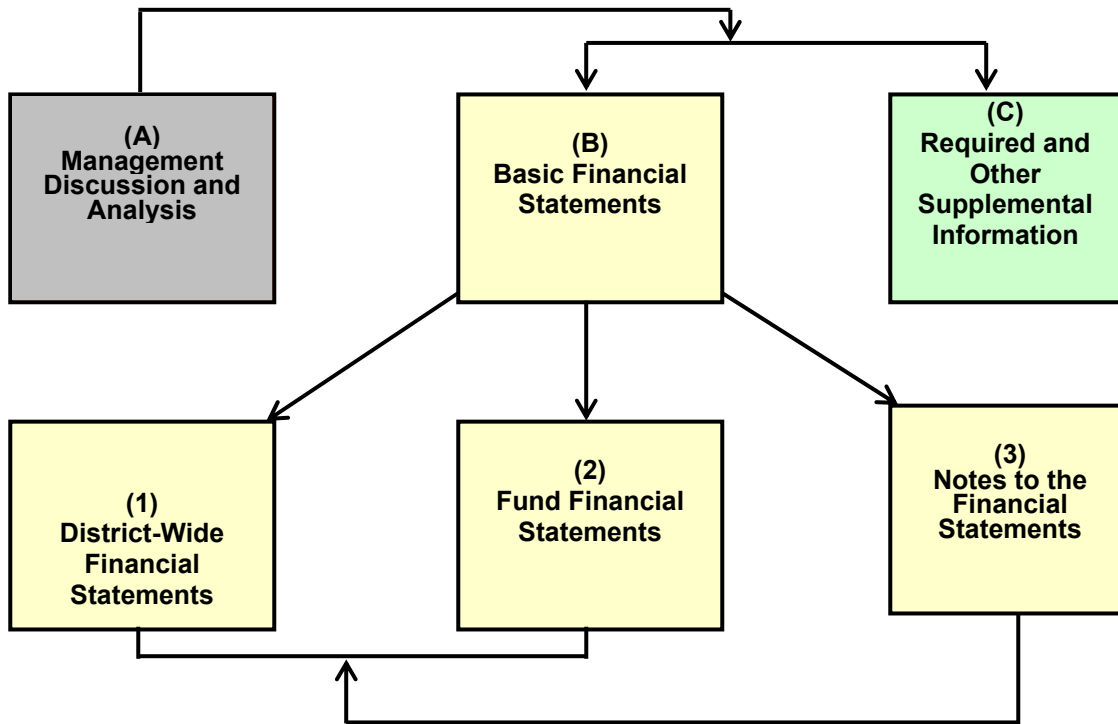 (A)
Management
Discussion and
Analysis
(B)
Basic Financial
Statements
(C)
Required and
Other
Supplemental
Information
(1)
District-Wide
Financial
Statements
(2)
Fund Financial
Statements
(3)
Notes to the
Financial
Statements